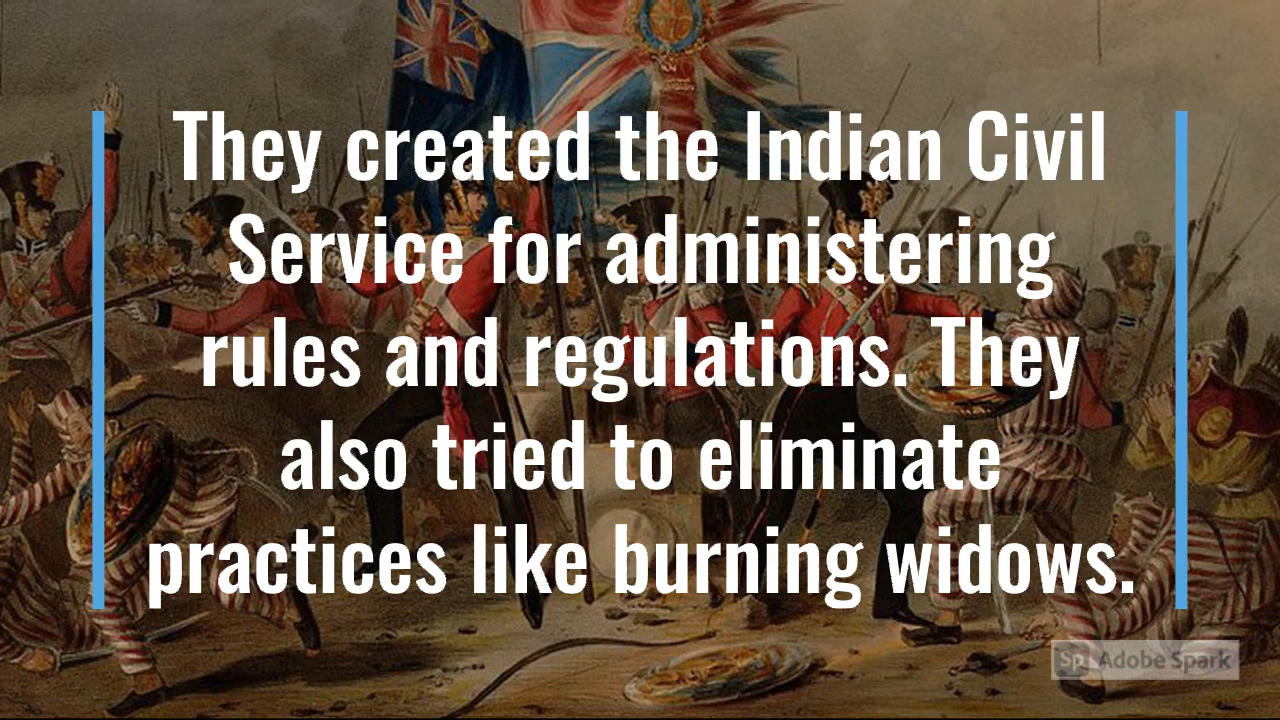 They created the Indian Civil
Service for administering
rules and regulations. They
also tried to eliminate
practices like burning widows.
Sp Adobe Spark